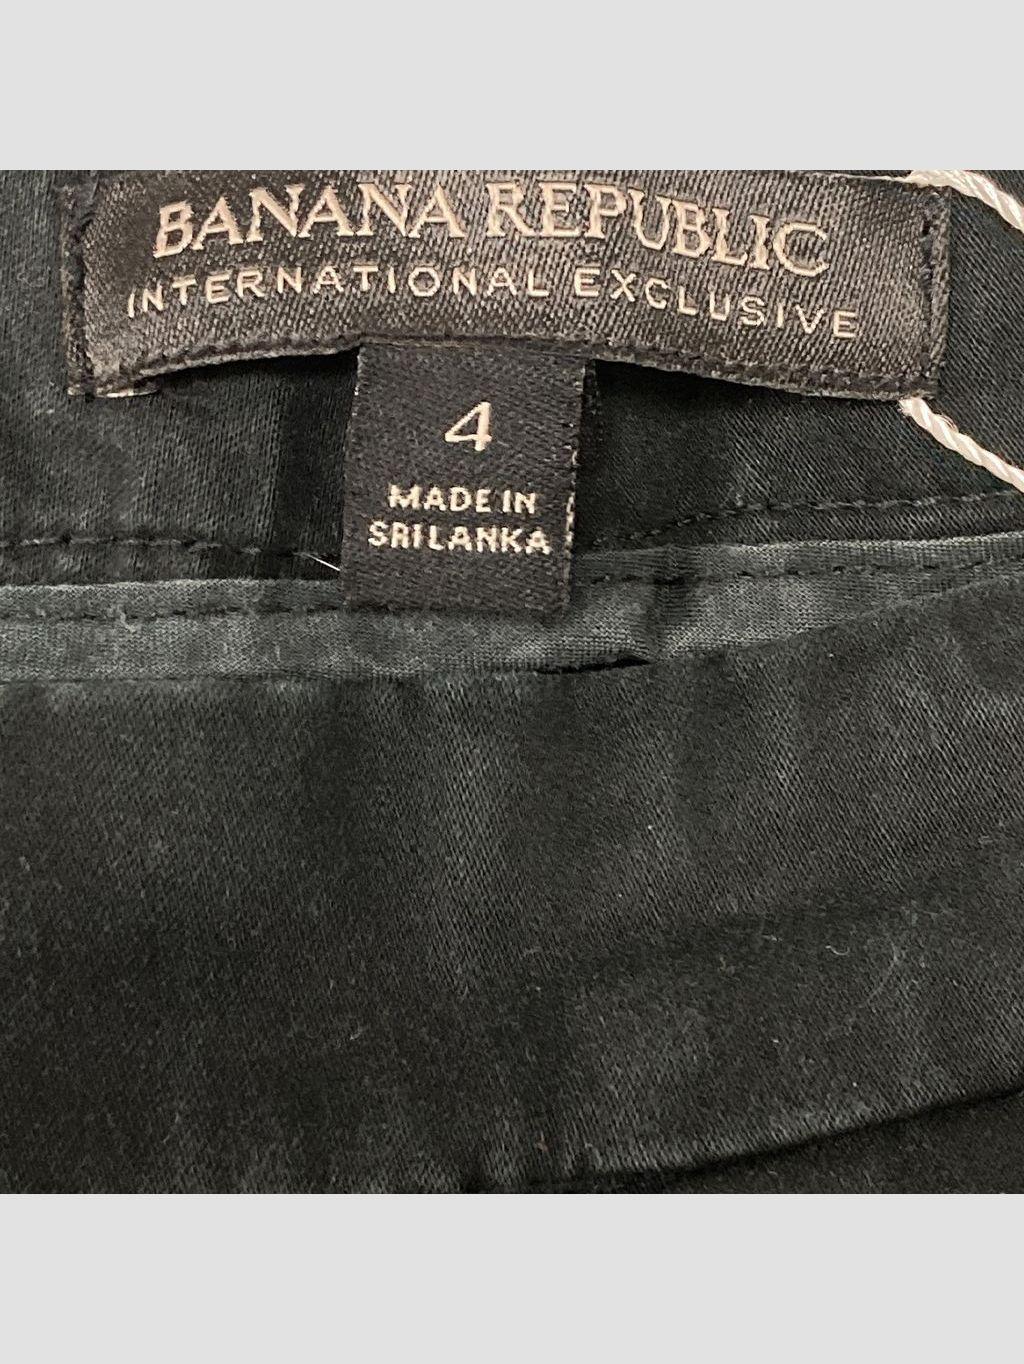 BANANA REPUBLIC
INTERNATIONAL EXCLUSIVE
4
MADE IN
SRI LANKA